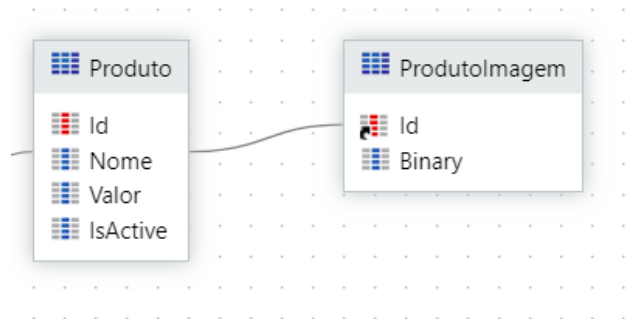 Produto
Id
Nome
Valor
IsActive
ProdutoImagem
Id
Binary